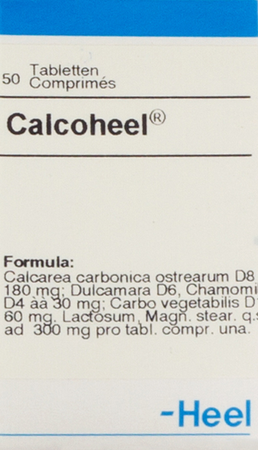 50 Tabletten
Comprimés
Calcoheel®
Formula:
Calcarea carbonica ostrearum D8
180 mg; Dulcamara D6, Chamomi
D4 àà 30 mg; Carbo vegetabilis D
60 mg. Lactosum, Magn. stear. q.s
ad 300 mg pro tabl. compr. una.
-Heel